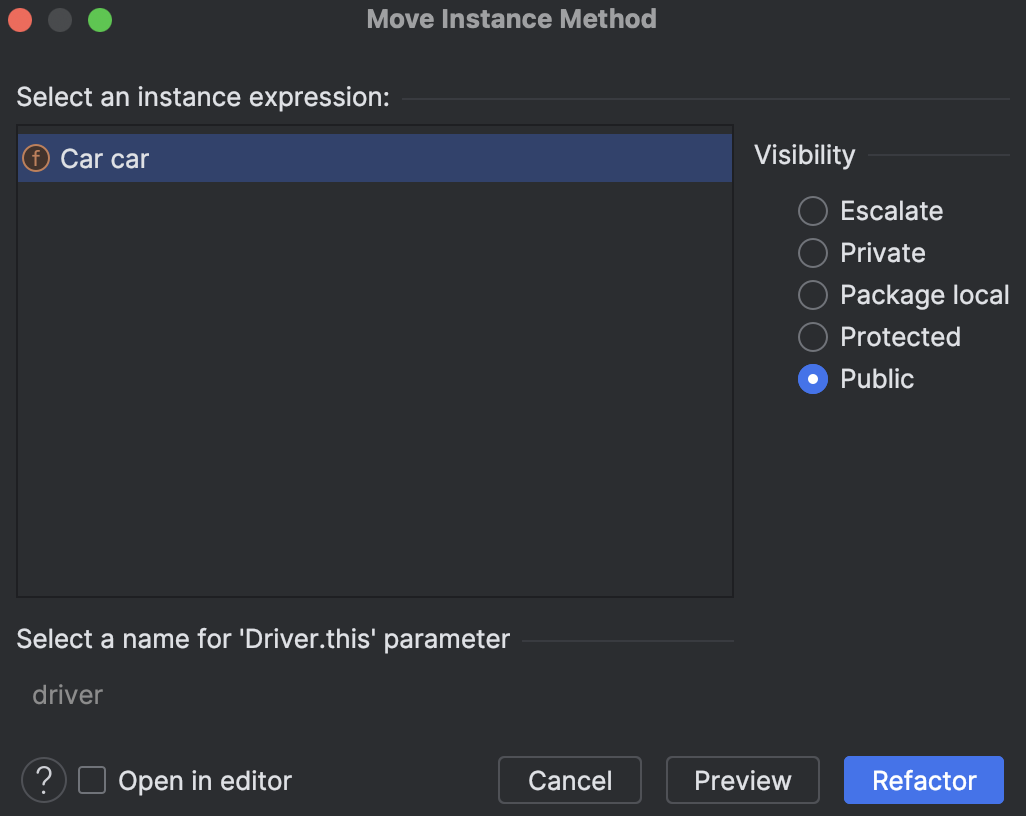 Move Instance Method
Select an instance expression:
f Car car
Visibility
Escalate
Private
Package local
Protected
Public
Select a name for 'Driver.this' parameter
driver
? Open in editor
Cancel
Preview
Refactor